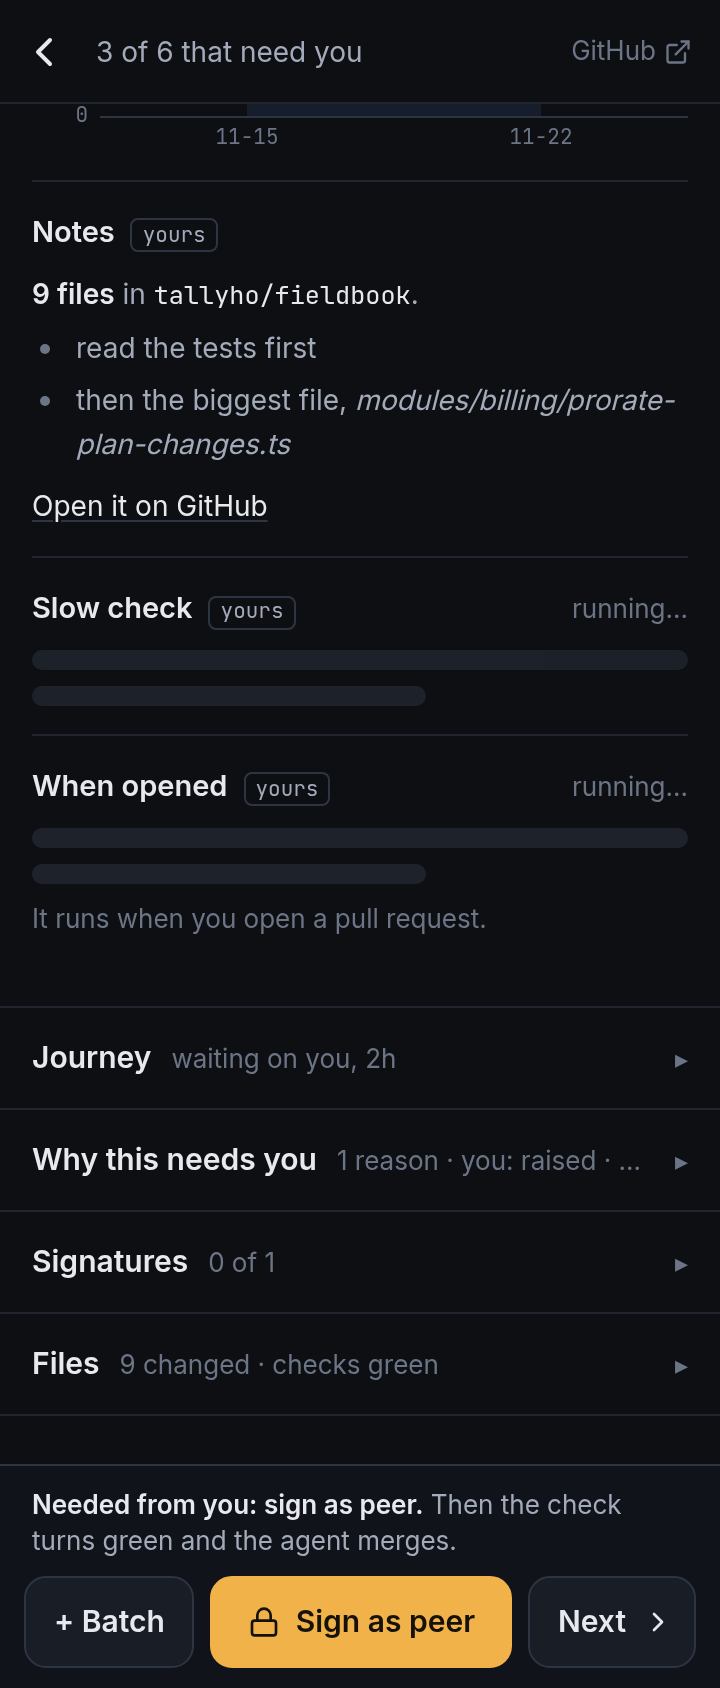 3 of 6 that need you
GitHub
0
11-15 11-22
Notes yours
9 files in tallyho/fieldbook.
• read the tests first
• then the biggest file, modules/billing/prorate-
plan-changes.ts
Open it on GitHub
Slow check yours running…
When opened yours running…
It runs when you open a pull request.
Journey waiting on you, 2h ▸
Why this needs you 1 reason · you: raised · … ▸
Signatures 0 of 1 ▸
Files 9 changed · checks green ▸
Needed from you: sign as peer. Then the check
turns green and the agent merges.
+ Batch
Sign as peer
Next